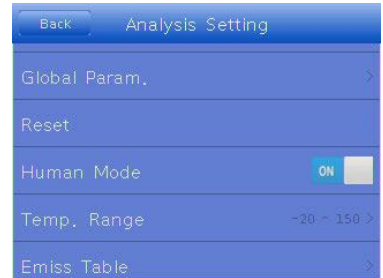 Back Analysis Setting
Global Param. >
Reset
Human Mode ON
Temp. Range -20 ~ 150 >
Emiss Table >